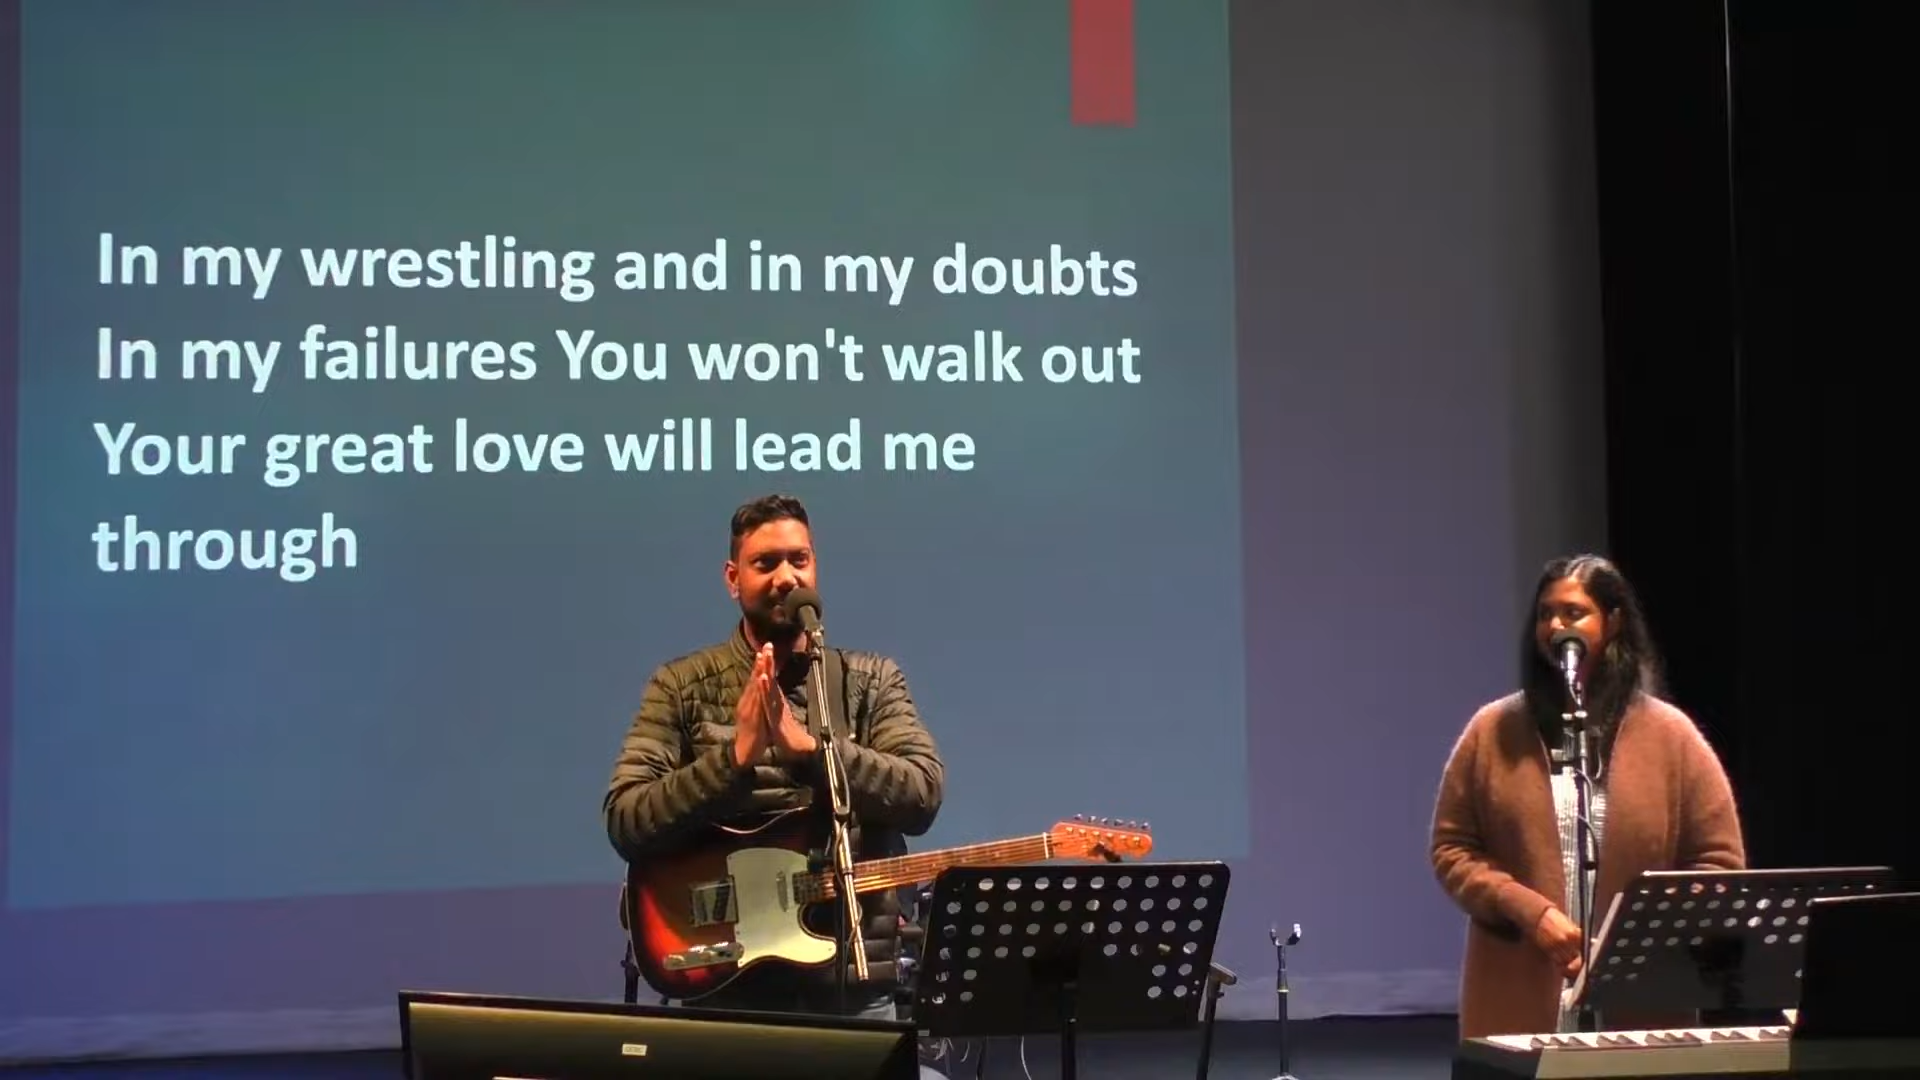 In my wrestling and in my doubts
In my failures You won't walk out
Your great love will lead me
through